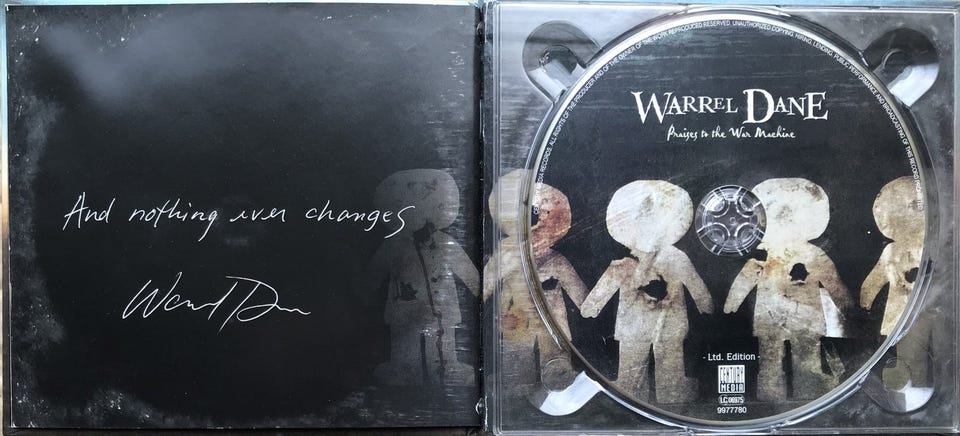 And nothing ever changes
Warrel Dane
WARREL DANE
Praises to the War Machine
- Ltd. Edition -
CENTURY
MEDIA
LC 06975
9977780